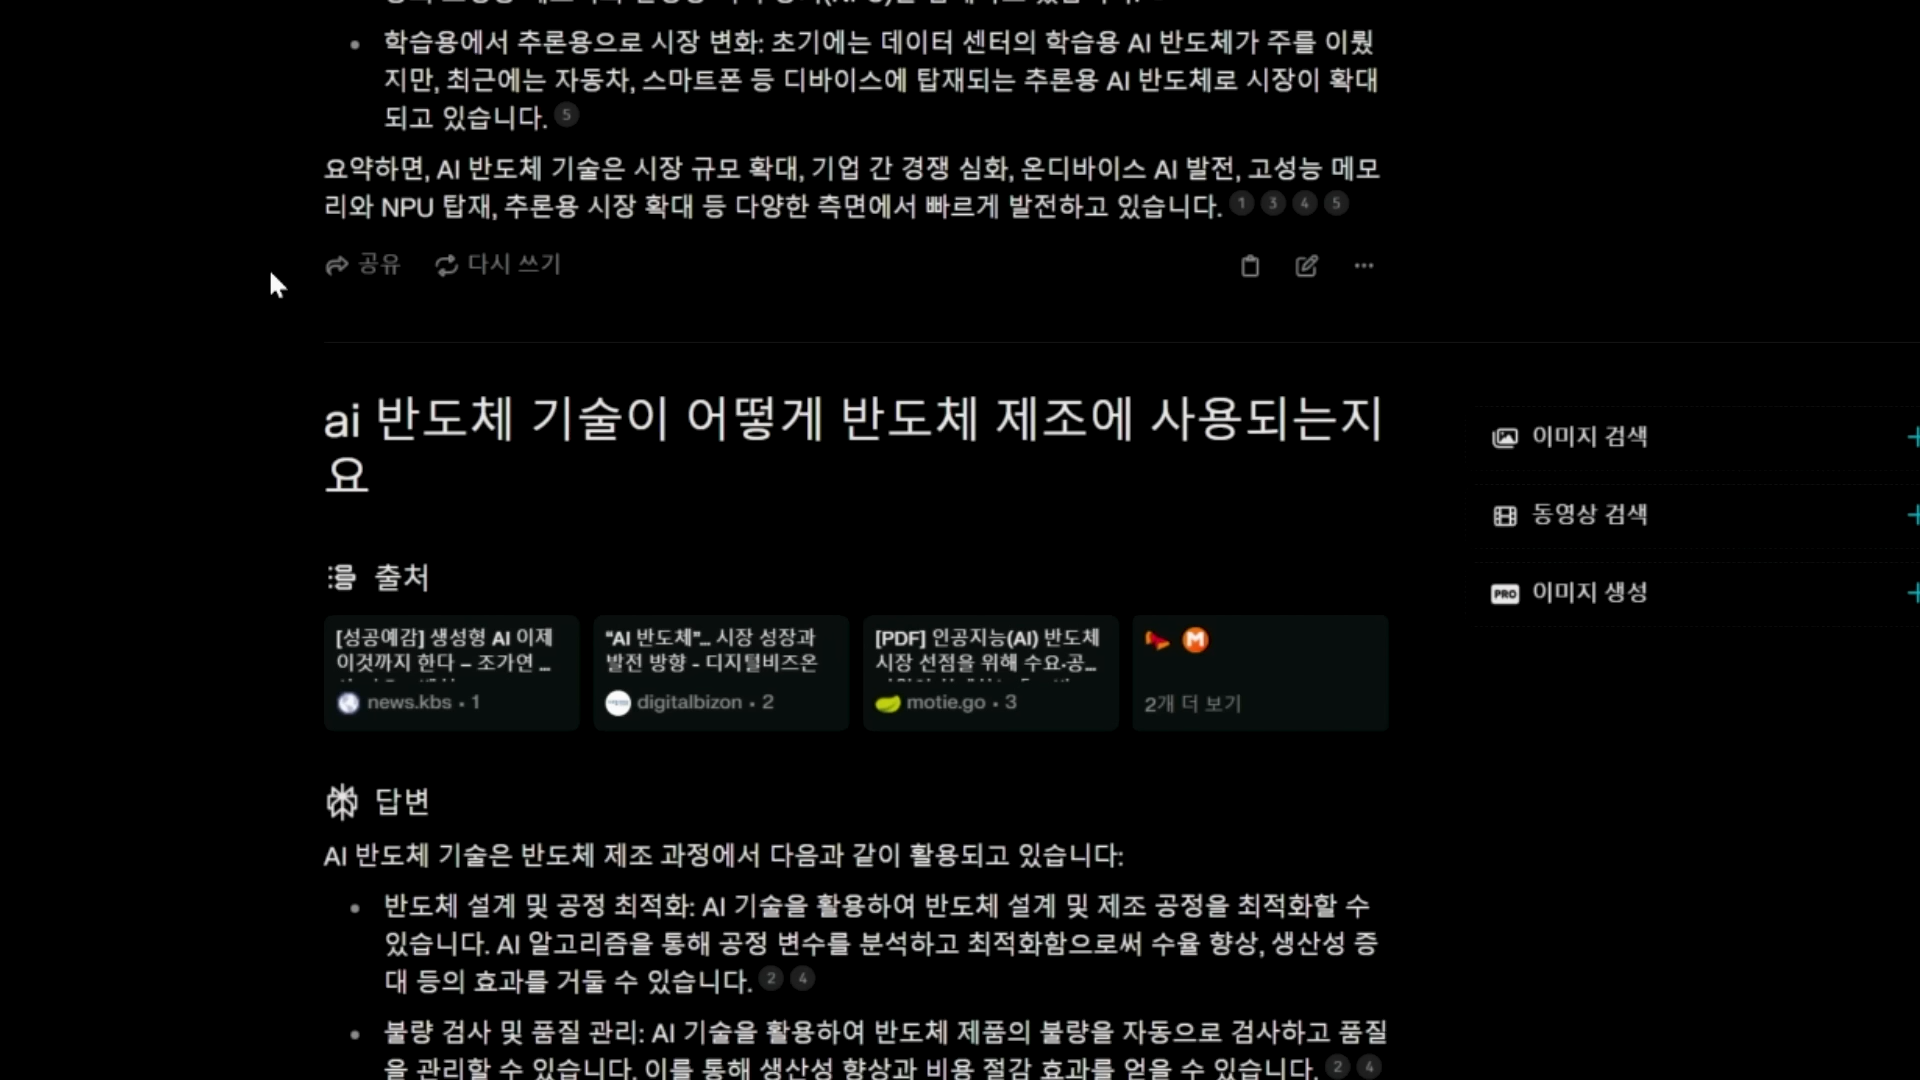 학습용에서 추론용으로 시장 변화: 초기에는 데이터 센터의 학습용 AI 반도체가 주를 이뤘
지만, 최근에는 자동차, 스마트폰 등 디바이스에 탑재되는 추론용 AI 반도체로 시장이 확대
되고 있습니다. 5
요약하면, AI 반도체 기술은 시장 규모 확대, 기업 간 경쟁 심화, 온디바이스 AI 발전, 고성능 메모
리와 NPU 탑재, 추론용 시장 확대 등 다양한 측면에서 빠르게 발전하고 있습니다. 1 3 4 5
공유 다시 쓰기
ai 반도체 기술이 어떻게 반도체 제조에 사용되는지
요
이미지 검색
동영상 검색
PRO 이미지 생성
출처
[성공예감] 생성형 AI 이제
이것까지 한다 – 조가연 ...
news.kbs · 1
“AI 반도체”... 시장 성장과
발전 방향 - 디지털비즈온
digitalbizon · 2
[PDF] 인공지능(AI) 반도체
시장 선점을 위해 수요-공...
motie.go · 3
2개 더 보기
답변
AI 반도체 기술은 반도체 제조 과정에서 다음과 같이 활용되고 있습니다:
반도체 설계 및 공정 최적화: AI 기술을 활용하여 반도체 설계 및 제조 공정을 최적화할 수
있습니다. AI 알고리즘을 통해 공정 변수를 분석하고 최적화함으로써 수율 향상, 생산성 증
대 등의 효과를 거둘 수 있습니다. 2 4
불량 검사 및 품질 관리: AI 기술을 활용하여 반도체 제품의 불량을 자동으로 검사하고 품질
을 관리할 수 있습니다. 이를 통해 생산성 향상과 비용 절감 효과를 얻을 수 있습니다. 2 4